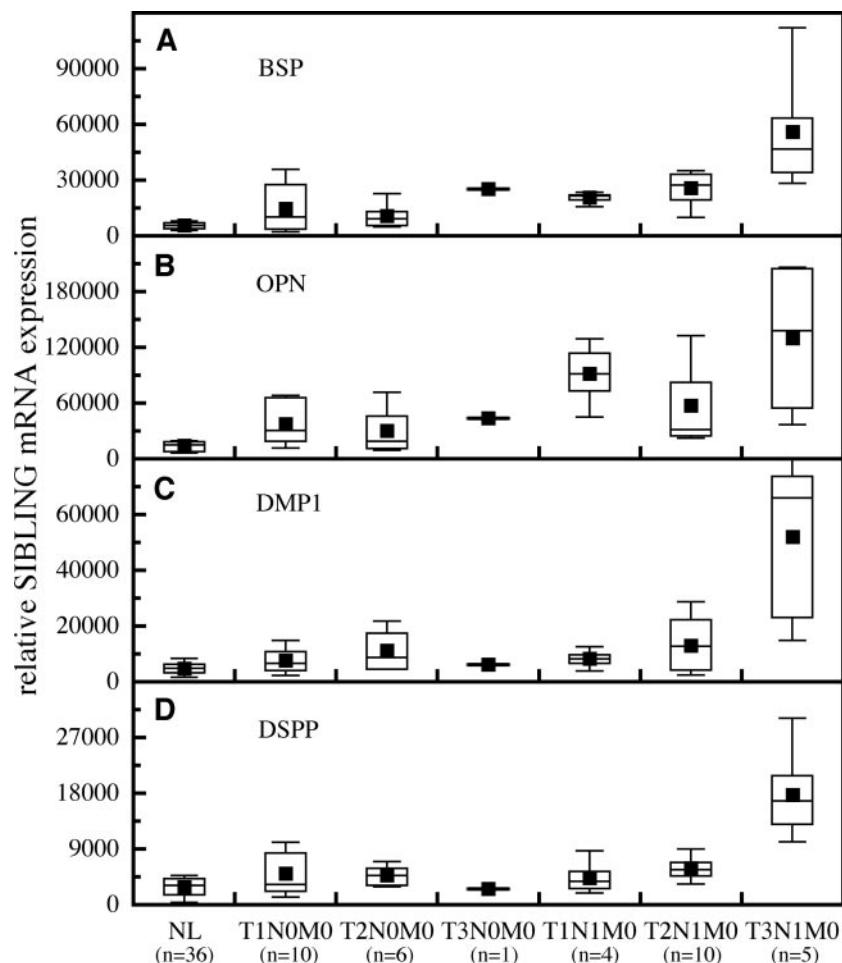 relative SIBLING mRNA expression
A
BSP
90000
60000
30000
0
B
OPN
180000
120000
60000
0
C
DMP1
60000
40000
20000
0
D
DSPP
27000
18000
9000
0
NL T1N0M0 T2N0M0 T3N0M0 T1N1M0 T2N1M0 T3N1M0
(n=36) (n=10) (n=6) (n=1) (n=4) (n=10) (n=5)